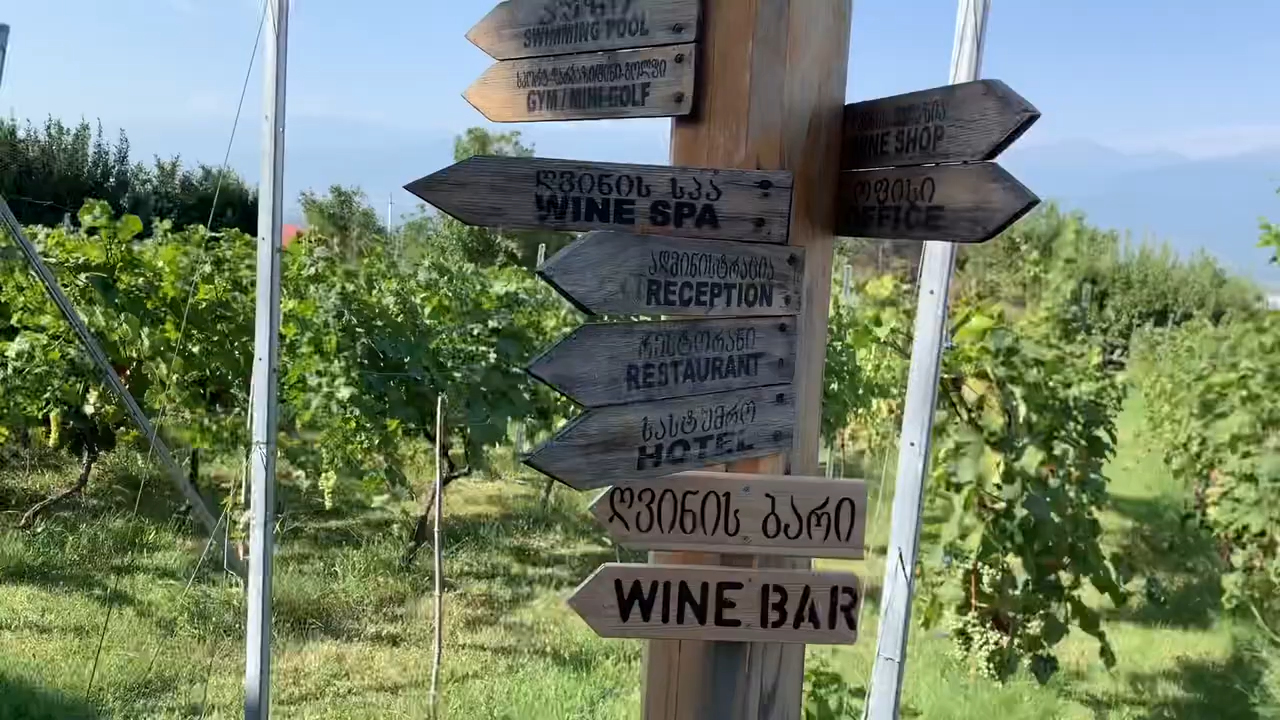 SWIMMING POOL
GYM / MINI-GOLF
ღვინის სპა
WINE SPA
ადმინისტრაცია
RECEPTION
რესტორანი
RESTAURANT
სასტუმრო
HOTEL
ღვინის ბარი
WINE BAR
WINE SHOP
ოფისი
OFFICE